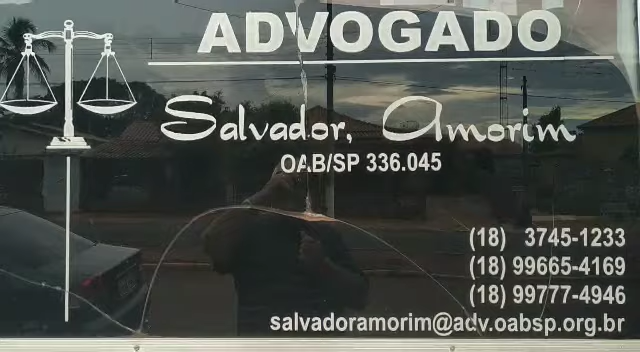 ADVOGADO
Salvador, Amorim
OAB/SP 336.045
(18) 3745-1233
(18) 99665-4169
(18) 99777-4946
salvadoramorim@adv.oabsp.org.br